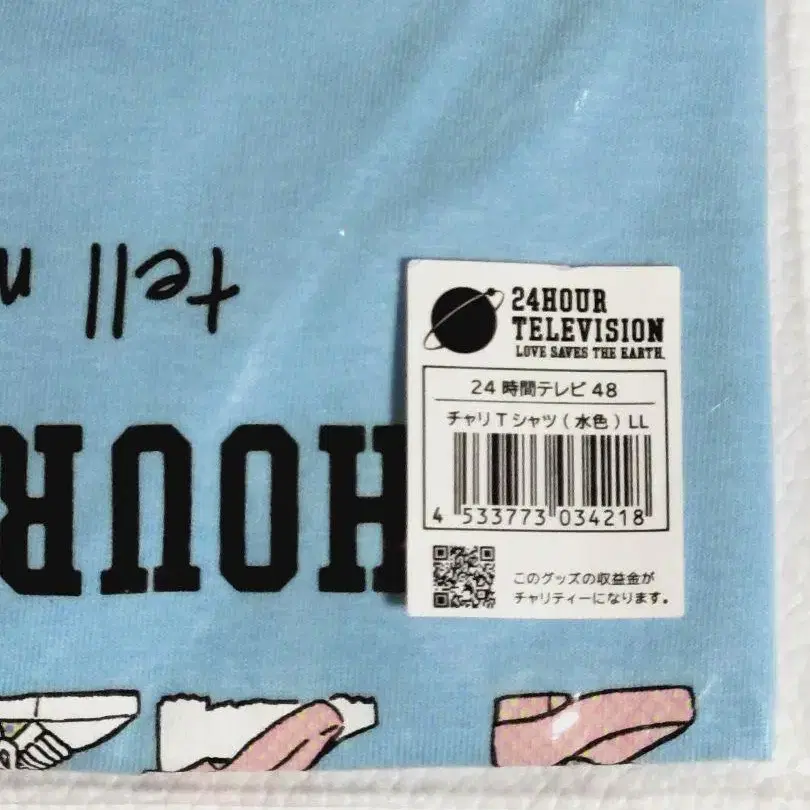 tell
HOUR
24HOUR
TELEVISION
LOVE SAVES THE EARTH.
24時間テレビ48
チャリTシャツ(水色)LL
4 533773 034218
このグッズの収益金が
チャリティーになります。